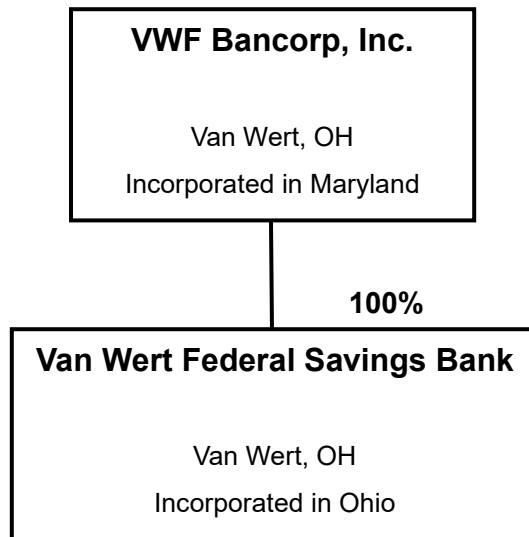 VWF Bancorp, Inc.
Van Wert, OH
Incorporated in Maryland
100%
Van Wert Federal Savings Bank
Van Wert, OH
Incorporated in Ohio